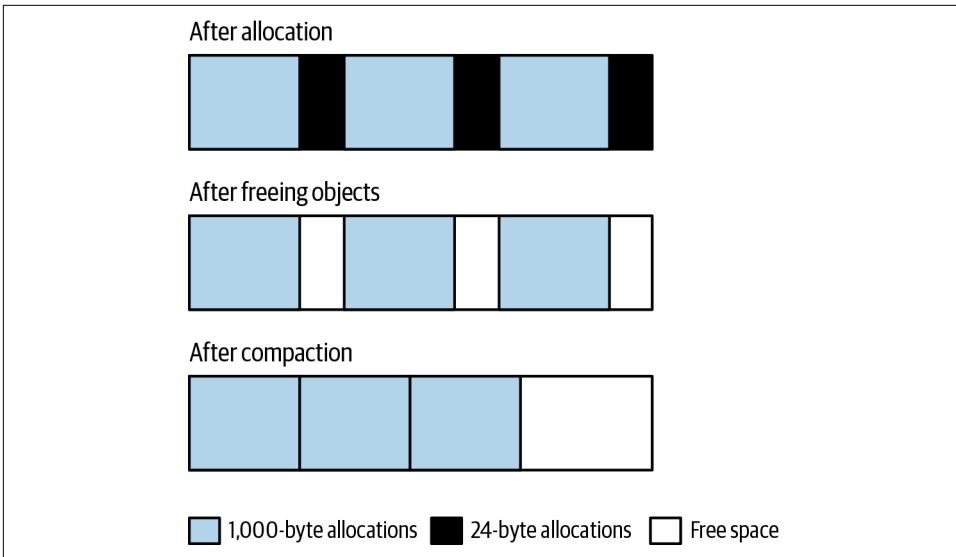 After allocation
After freeing objects
After compaction
1,000-byte allocations 24-byte allocations Free space